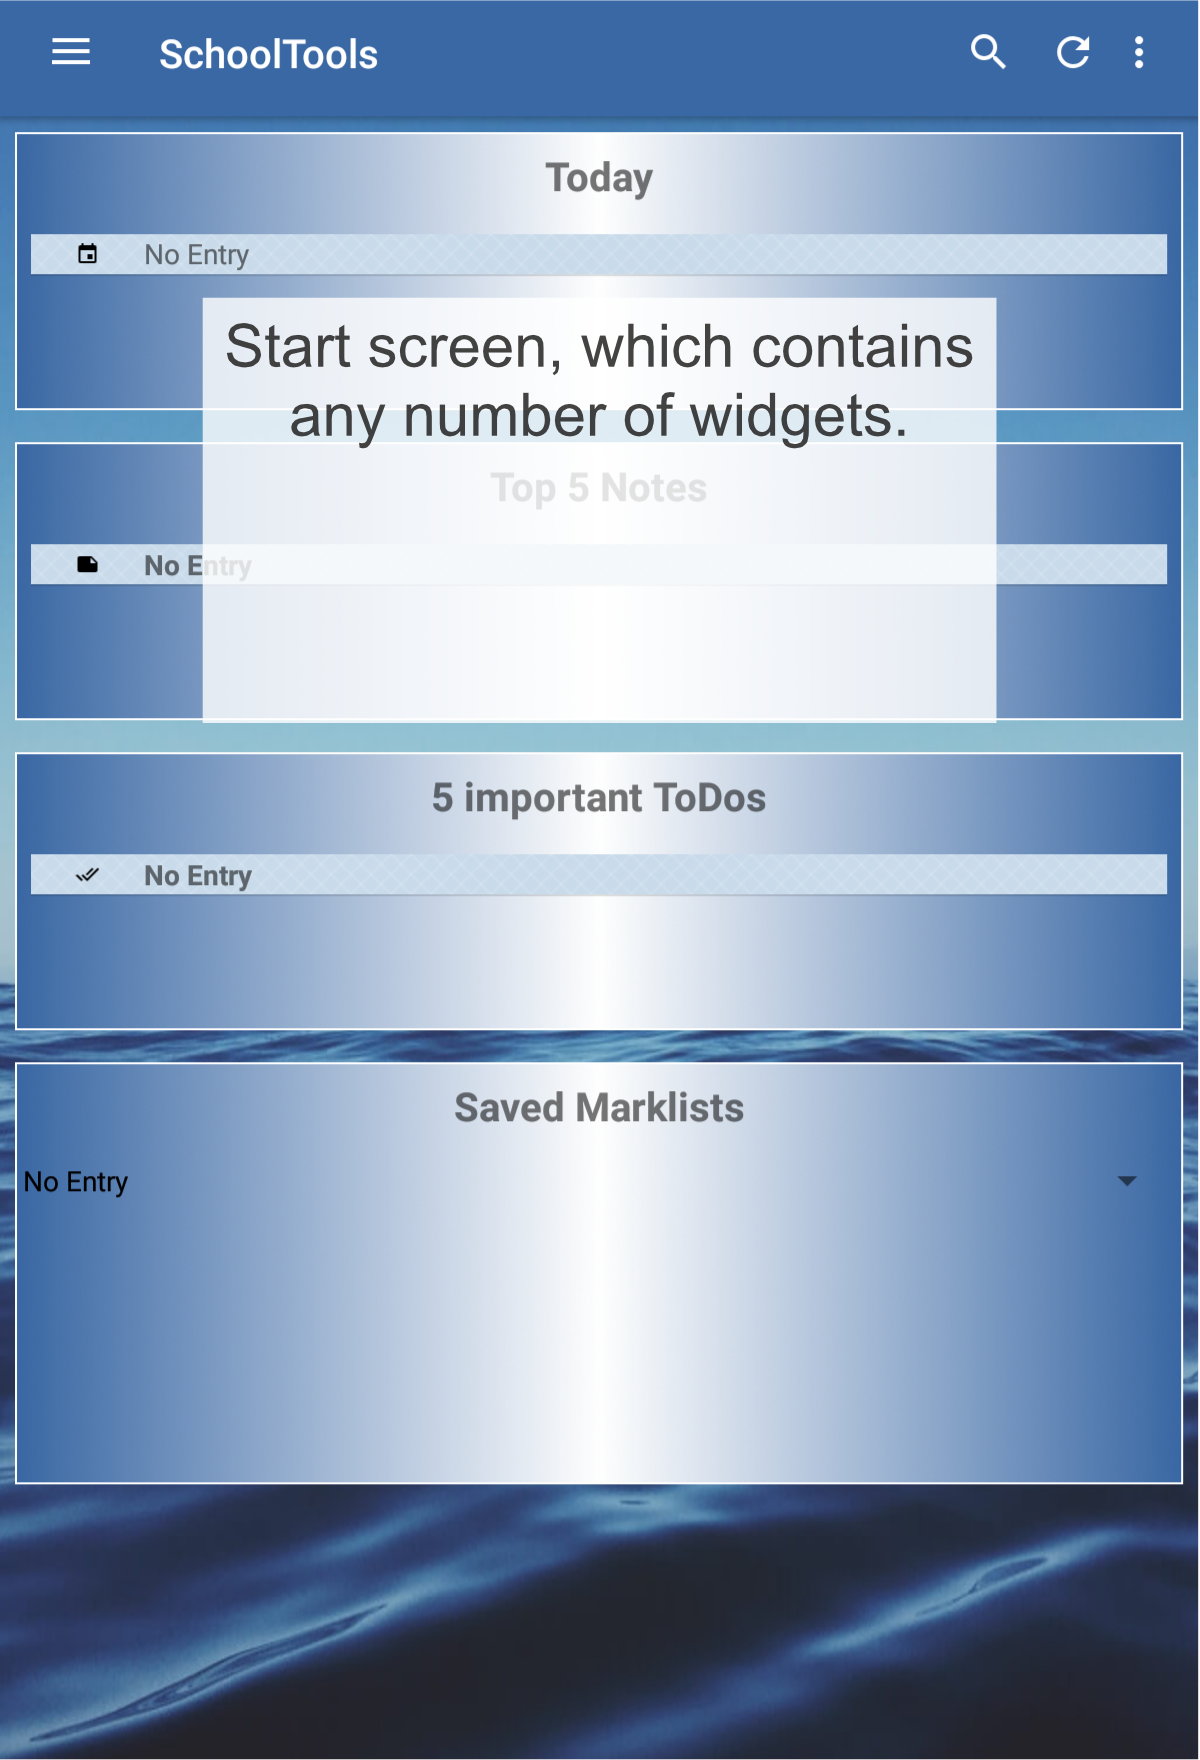 SchoolTools
Today
No Entry
Start screen, which contains
any number of widgets.
Top 5 Notes
No Entry
5 important ToDos
No Entry
Saved Marklists
No Entry